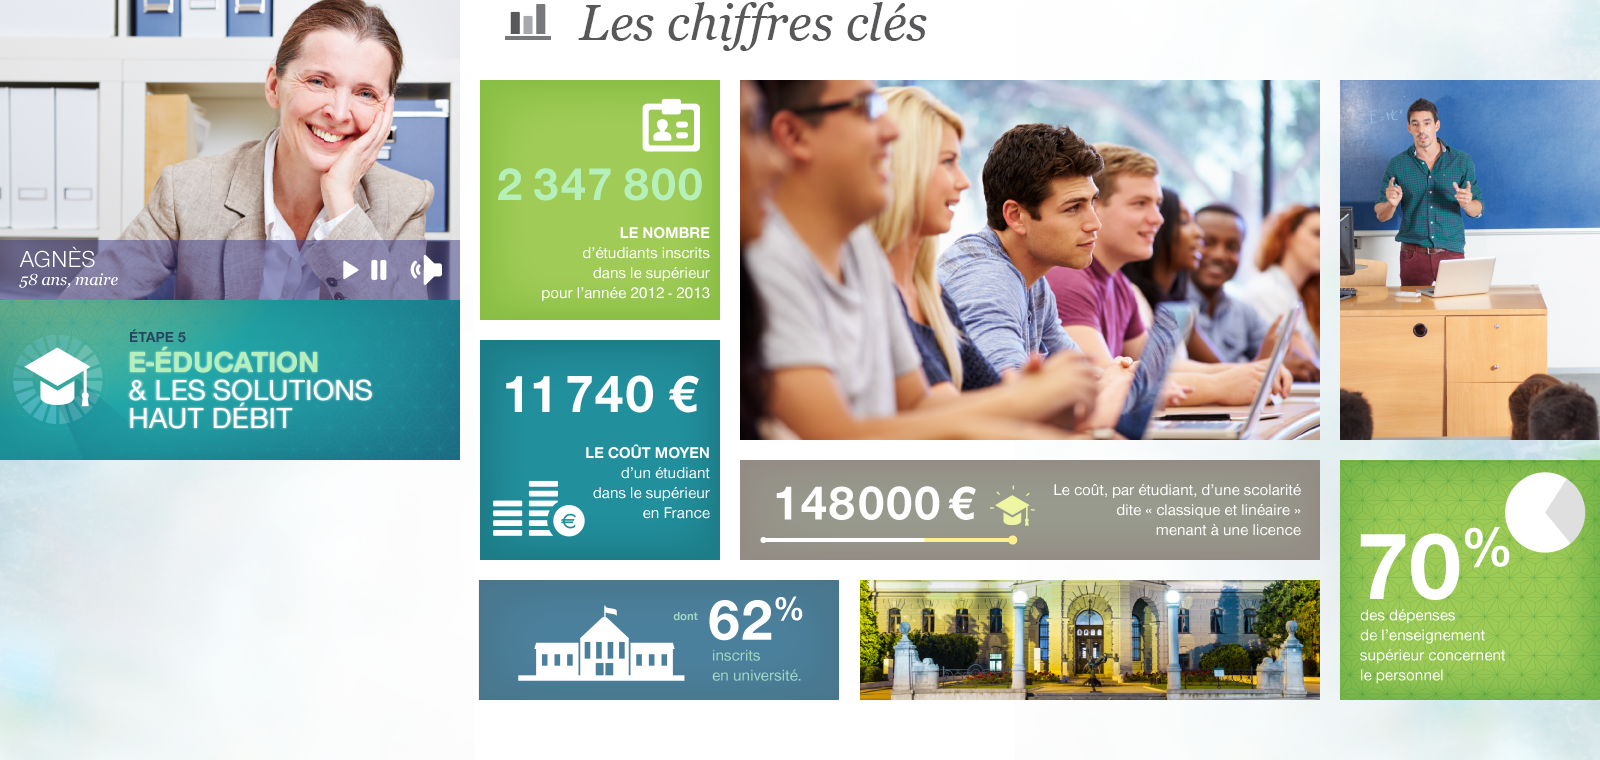 Les chiffres clés
AGNÈS
58 ans, maire
ÉTAPE 5
E-ÉDUCATION
& LES SOLUTIONS
HAUT DÉBIT
2 347 800
LE NOMBRE
d’étudiants inscrits
dans le supérieur
pour l’année 2012 - 2013
11 740 €
LE COÛT MOYEN
d’un étudiant
dans le supérieur
en France
€
148000 €
Le coût, par étudiant, d’une scolarité
dite « classique et linéaire »
menant à une licence
dont 62%
inscrits
en université.
70%
des dépenses
de l’enseignement
supérieur concernent
le personnel